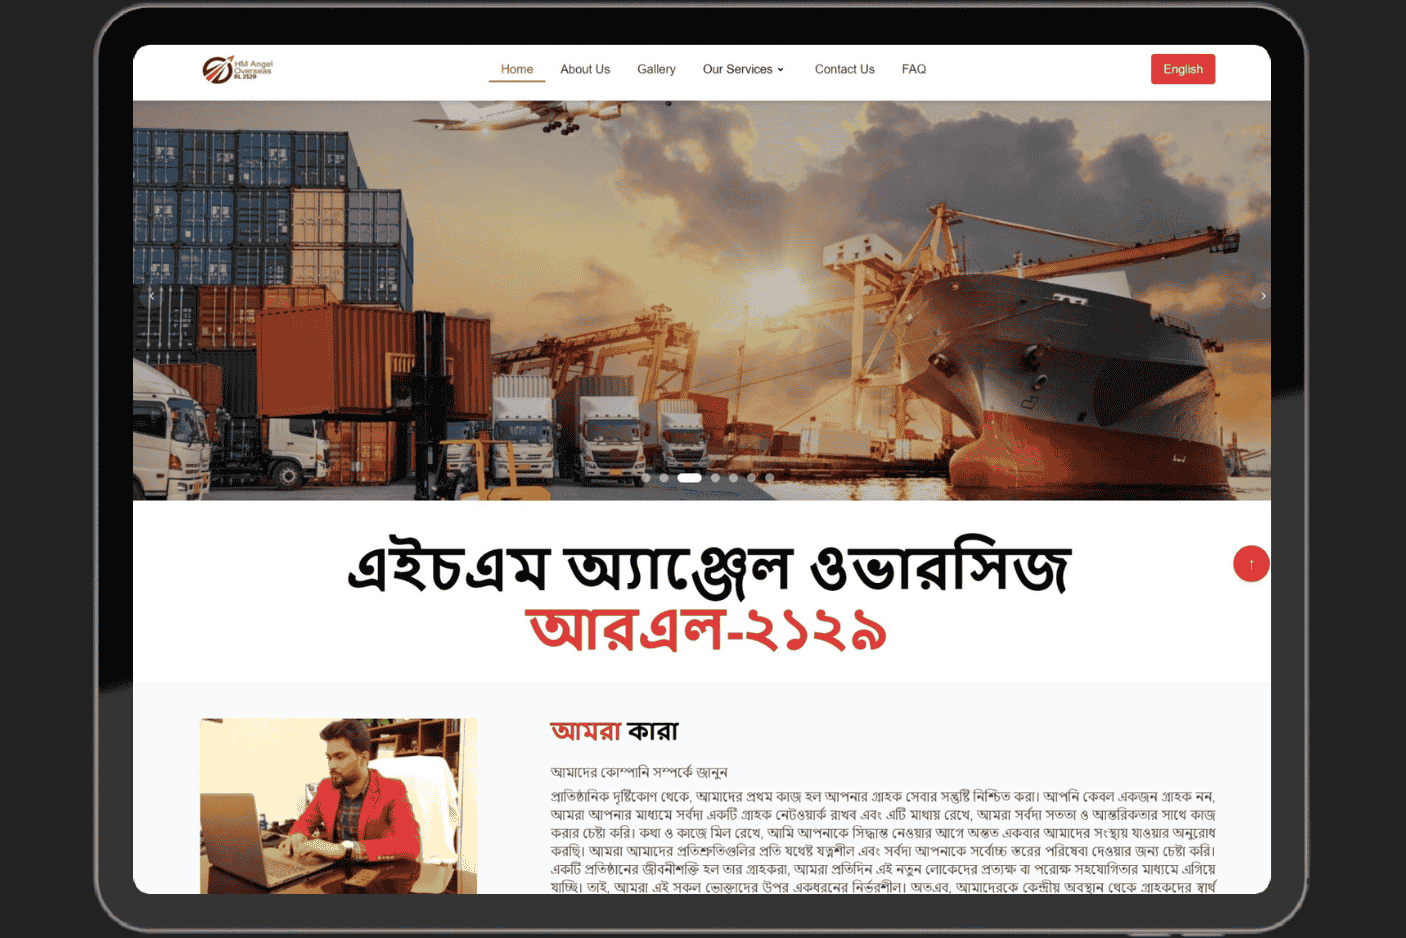 HM Angel
Overseas
RL 2129
Home About Us Gallery Our Services Contact Us FAQ
English
এইচএম অ্যাঞ্জেল ওভারসিজ
আরএল-২১২৯
আমরা কারা
আমাদের কোম্পানি সম্পর্কে জানুন
প্রাতিষ্ঠানিক দৃষ্টিকোণ থেকে, আমাদের প্রথম কাজ হল আপনার গ্রাহক সেবার সন্তুষ্টি নিশ্চিত করা। আপনি কেবল একজন গ্রাহক নন,
আমরা আপনার মাধ্যমে সর্বদা একটি গ্রাহক নেটওয়ার্ক রাখব এবং এটি মাথায় রেখে, আমরা সর্বদা সততা ও আন্তরিকতার সাথে কাজ
করার চেষ্টা করি। কথা ও কাজে মিল রেখে, আমি আপনাকে সিদ্ধান্ত নেওয়ার আগে অন্তত একবার আমাদের সংস্থায় যাওয়ার অনুরোধ
করছি। আমরা আমাদের প্রতিশ্রুতিগুলির প্রতি যথেষ্ট যত্নশীল এবং সর্বদা আপনাকে সর্বোচ্চ স্তরের পরিষেবা দেওয়ার জন্য চেষ্টা করি।
একটি প্রতিষ্ঠানের জীবনীশক্তি হল তার গ্রাহকরা, আমরা প্রতিদিন এই নতুন লোকেদের প্রত্যক্ষ বা পরোক্ষ সহযোগিতার মাধ্যমে এগিয়ে
যাচ্ছি। তাই, আমরা এই সকল ভোক্তাদের উপর একধরনের নির্ভরশীল। অতএব, আমাদেরকে কেন্দ্রীয় অবস্থান থেকে গ্রাহকদের স্বার্থ